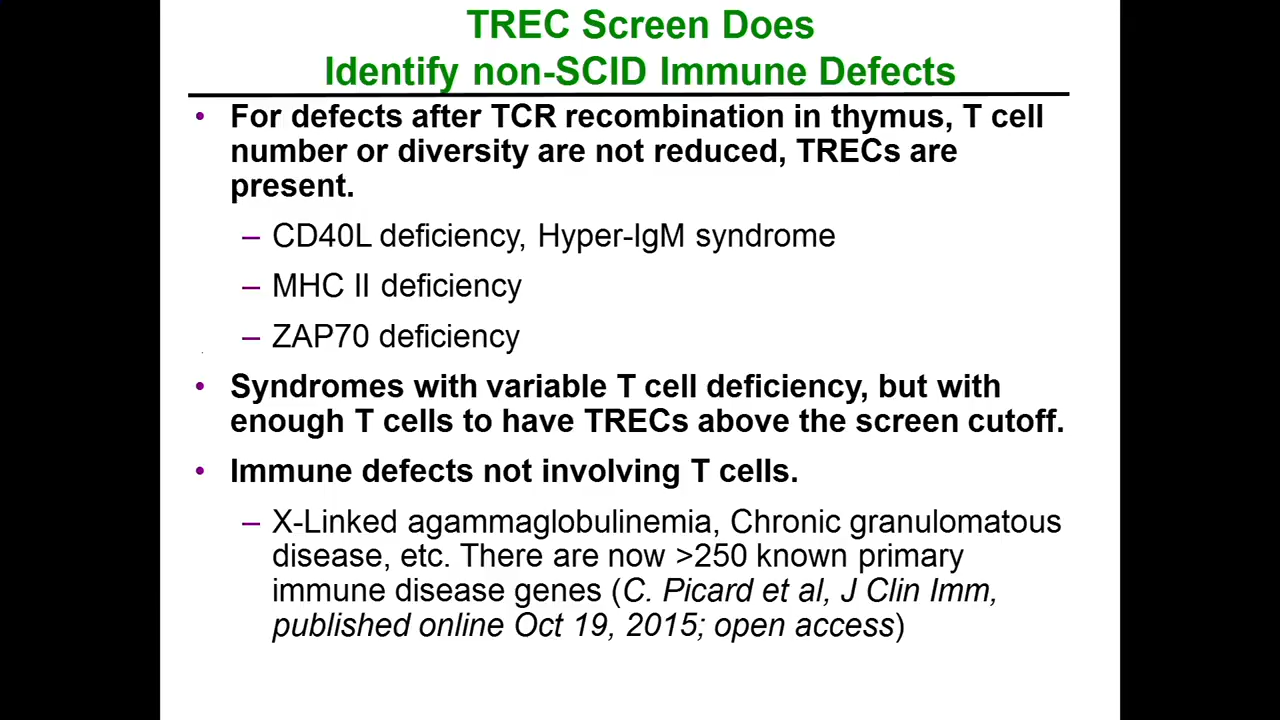 TREC Screen Does
Identify non-SCID Immune Defects
• For defects after TCR recombination in thymus, T cell
number or diversity are not reduced, TRECs are
present.
– CD40L deficiency, Hyper-IgM syndrome
– MHC II deficiency
– ZAP70 deficiency
• Syndromes with variable T cell deficiency, but with
enough T cells to have TRECs above the screen cutoff.
• Immune defects not involving T cells.
– X-Linked agammaglobulinemia, Chronic granulomatous
disease, etc. There are now >250 known primary
immune disease genes (C. Picard et al, J Clin Imm,
published online Oct 19, 2015; open access)